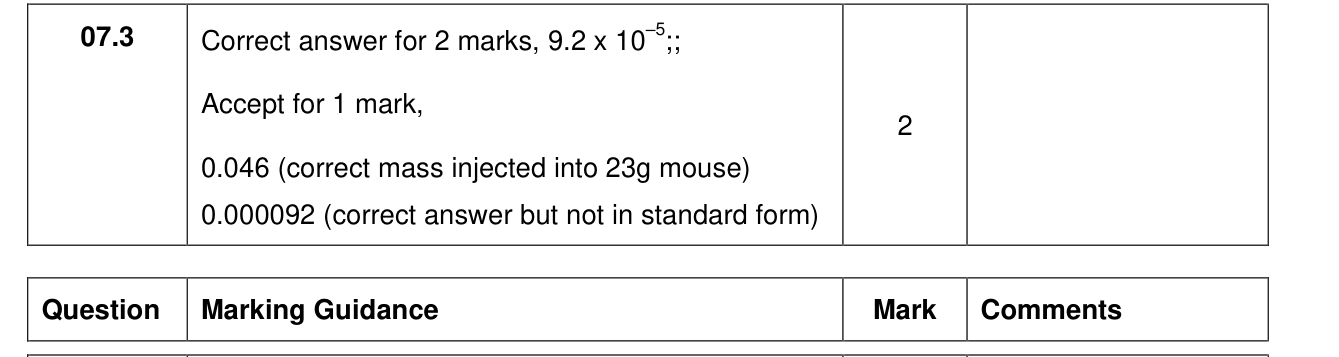 07.3
Correct answer for 2 marks, 9.2 x 10⁻⁵;;
Accept for 1 mark,
0.046 (correct mass injected into 23g mouse)
0.000092 (correct answer but not in standard form)
2
Question Marking Guidance Mark Comments